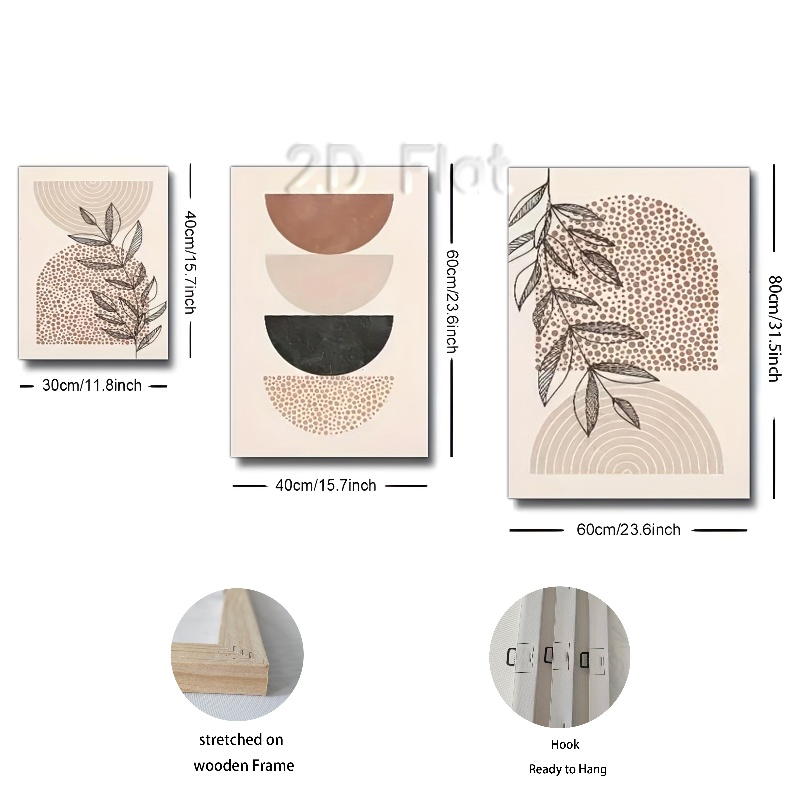 2D Flat
40cm/15.7inch
30cm/11.8inch
60cm/23.6inch
40cm/15.7inch
80cm/31.5inch
60cm/23.6inch
stretched on
wooden Frame
Hook
Ready to Hang